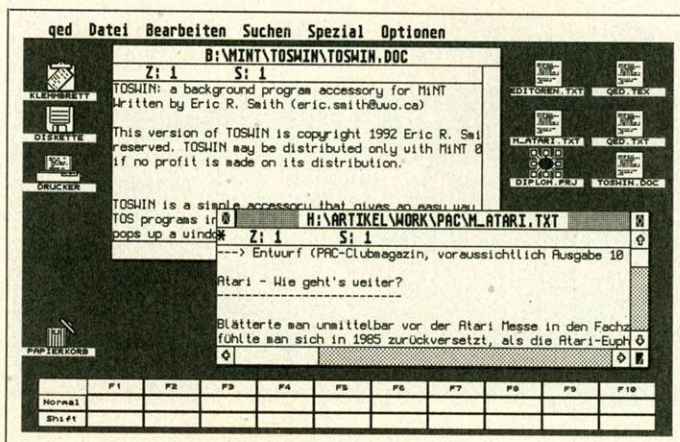 qed Datei Bearbeiten Suchen Spezial Optionen
B:\MINT\TOSWIN\TOSWIN.DOC
Z: 1 S: 1
TOSWIN: a background program accessory for MiNT
Written by Eric R. Smith (eric.smith@uwo.ca)
This version of TOSWIN is copyright 1992 Eric R. Smi
reserved. TOSWIN may be distributed only with MiNT 0
if no profit is made on its distribution.
TOSWIN is a simple accessory that gives an easy way
TOS programs in
pops up a windo
H:\ARTIKEL\WORK\PAC\M_ATARI.TXT
* Z: 1 S: 1
---> Entwurf (PAC-Clubmagazin, voraussichtlich Ausgabe 10
Atari - Wie geht's weiter?
--------------------------
Blätterte man unmittelbar vor der Atari Messe in den Fachz
fühlte man sich in 1985 zurückversetzt, als die Atari-Euph
KLEMMBRETT
DISKETTE
DRUCKER
PAPIERKORB
EDITOREN.TXT QED.TEX
M_ATARI.TXT QED.TXT
DIPLOM.PRJ TOSWIN.DOC
F1 F2 F3 F4 F5 F6 F7 F8 F9 F10
Normal
Shift